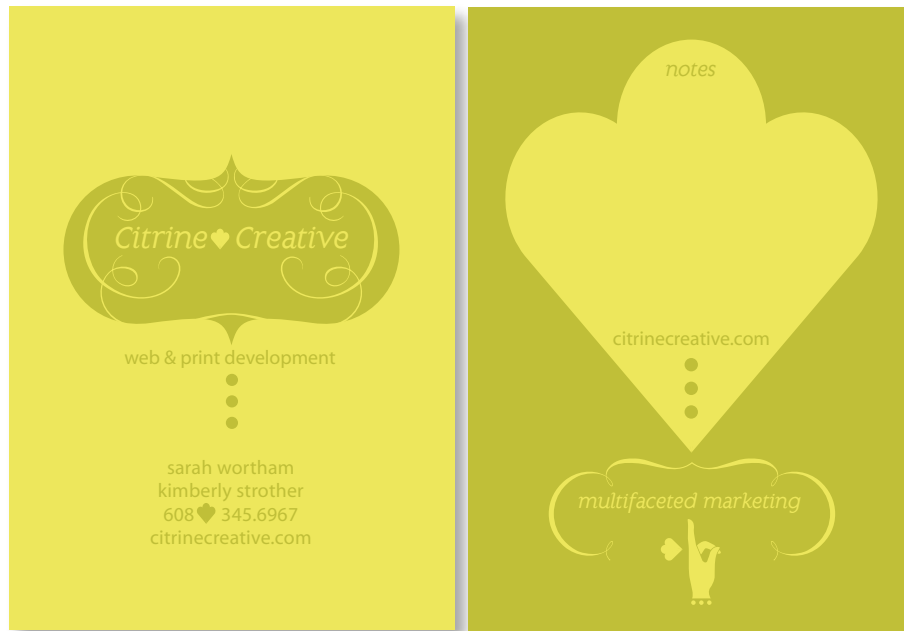 Citrine Creative
web & print development
sarah wortham
kimberly strother
608 345.6967
citrinecreative.com
notes
citrinecreative.com
multifaceted marketing